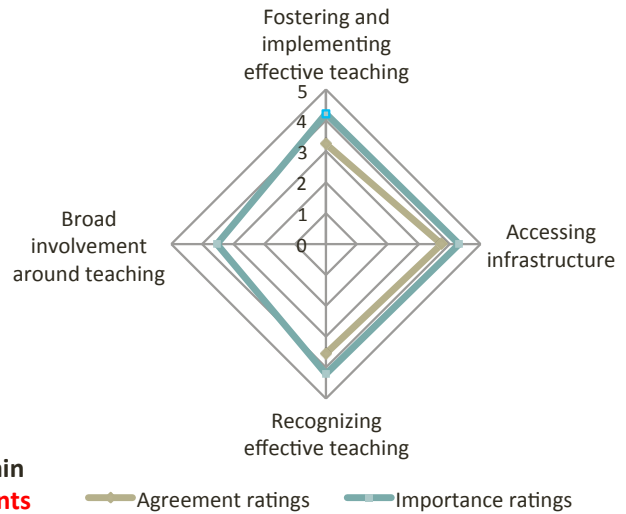 Fostering and
implementing
effective teaching
5
4
3
2
1
0
Broad
involvement
around teaching
Accessing
infrastructure
Recognizing
effective teaching
Agreement ratings
Importance ratings